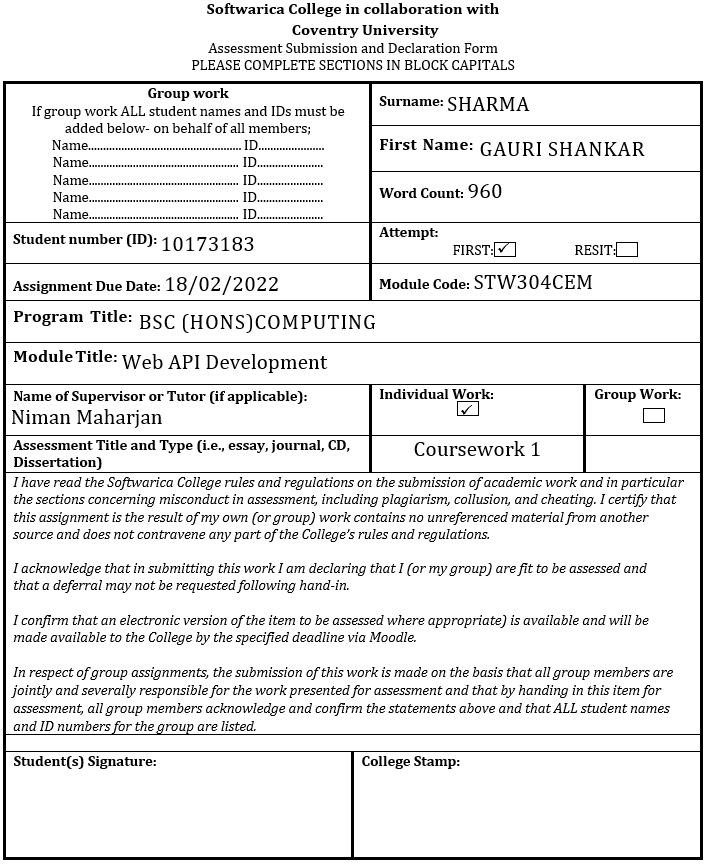 Softwarica College in collaboration with
Coventry University
Assessment Submission and Declaration Form
PLEASE COMPLETE SECTIONS IN BLOCK CAPITALS
Group work
If group work ALL student names and IDs must be
added below- on behalf of all members;
Name.................................................. ID......................
Name.................................................. ID......................
Name.................................................. ID......................
Name.................................................. ID......................
Name.................................................. ID......................
Surname: SHARMA
First Name: GAURI SHANKAR
Word Count: 960
Student number (ID): 10173183
Attempt:
FIRST:✓ RESIT:
Assignment Due Date: 18/02/2022
Module Code: STW304CEM
Program Title: BSC (HONS)COMPUTING
Module Title: Web API Development
Name of Supervisor or Tutor (if applicable):
Niman Maharjan
Individual Work:
✓
Group Work:
Assessment Title and Type (i.e., essay, journal, CD,
Dissertation)
Coursework 1
I have read the Softwarica College rules and regulations on the submission of academic work and in particular
the sections concerning misconduct in assessment, including plagiarism, collusion, and cheating. I certify that
this assignment is the result of my own (or group) work contains no unreferenced material from another
source and does not contravene any part of the College's rules and regulations.
I acknowledge that in submitting this work I am declaring that I (or my group) are fit to be assessed and
that a deferral may not be requested following hand-in.
I confirm that an electronic version of the item to be assessed where appropriate) is available and will be
made available to the College by the specified deadline via Moodle.
In respect of group assignments, the submission of this work is made on the basis that all group members are
jointly and severally responsible for the work presented for assessment and that by handing in this item for
assessment, all group members acknowledge and confirm the statements above and that ALL student names
and ID numbers for the group are listed.
Student(s) Signature:
College Stamp: